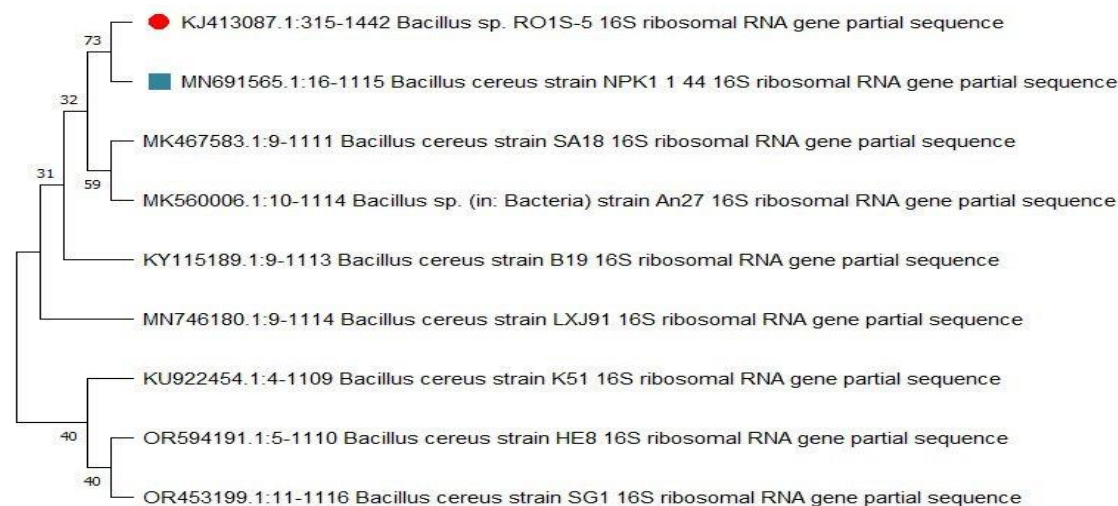 73
KJ413087.1:315-1442 Bacillus sp. RO1S-5 16S ribosomal RNA gene partial sequence
MN691565.1:16-1115 Bacillus cereus strain NPK1 1 44 16S ribosomal RNA gene partial sequence
32
MK467583.1:9-1111 Bacillus cereus strain SA18 16S ribosomal RNA gene partial sequence
31
59
MK560006.1:10-1114 Bacillus sp. (in: Bacteria) strain An27 16S ribosomal RNA gene partial sequence
KY115189.1:9-1113 Bacillus cereus strain B19 16S ribosomal RNA gene partial sequence
MN746180.1:9-1114 Bacillus cereus strain LXJ91 16S ribosomal RNA gene partial sequence
KU922454.1:4-1109 Bacillus cereus strain K51 16S ribosomal RNA gene partial sequence
40
OR594191.1:5-1110 Bacillus cereus strain HE8 16S ribosomal RNA gene partial sequence
40
OR453199.1:11-1116 Bacillus cereus strain SG1 16S ribosomal RNA gene partial sequence